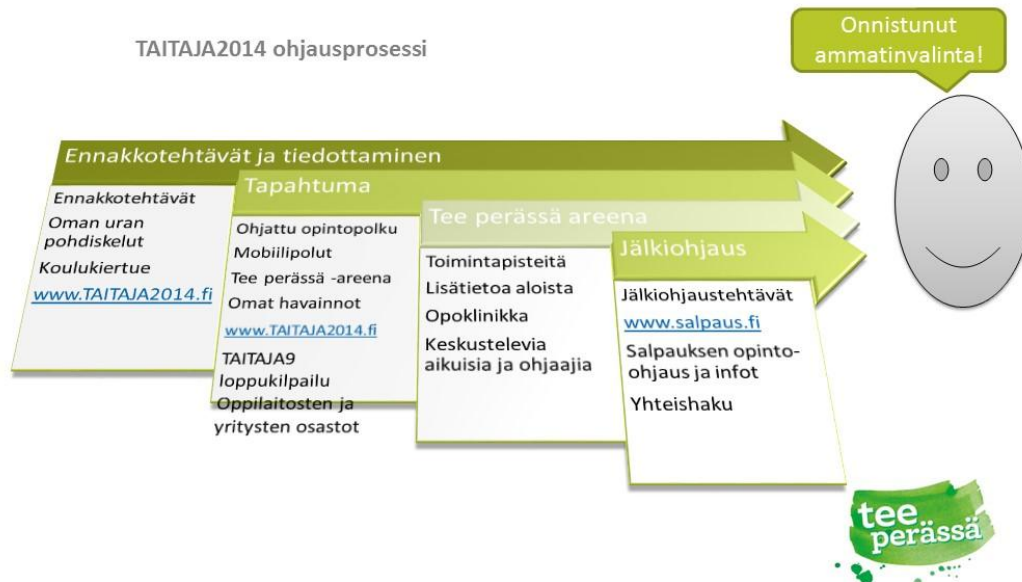 TAITAJA2014 ohjausprosessi
Onnistunut
ammatinvalinta!
Ennakkotehtävät ja tiedottaminen
Ennakkotehtävät
Oman uran
pohdiskelut
Koulukiertue
www.TAITAJA2014.fi
Tapahtuma
Ohjattu opintopolku
Mobiilipolut
Tee perässä -areena
Omat havainnot
www.TAITAJA2014.fi
TAITAJA9
loppukilpailu
Oppilaitosten ja
yritysten osastot
Tee perässä areena
Toimintapisteitä
Lisätietoa aloista
Opoklinikka
Keskustelevia
aikuisia ja ohjaajia
Jälkiohjaus
Jälkiohjaustehtävät
www.salpaus.fi
Salpauksen opinto-
ohjaus ja infot
Yhteishaku
tee
perässä